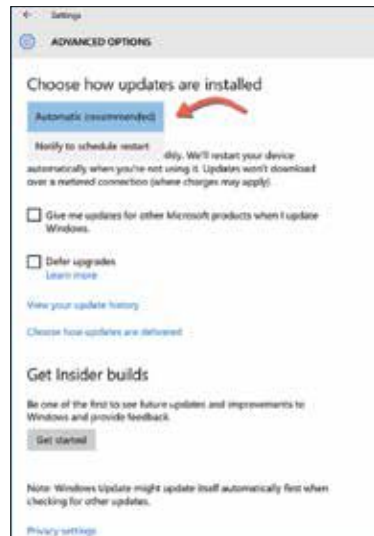 Settings
ADVANCED OPTIONS
Choose how updates are installed
Automatic (recommended)
Notify to schedule restart
We'll restart your device
automatically when you're not using it. Updates won't download
over a metered connection (where charges may apply).
Give me updates for other Microsoft products when I update
Windows.
Defer upgrades
Learn more
View your update history
Choose how updates are delivered
Get Insider builds
Be one of the first to see future updates and improvements to
Windows and provide feedback.
Get started
Note: Windows Update might update itself automatically first when
checking for other updates.
Privacy settings